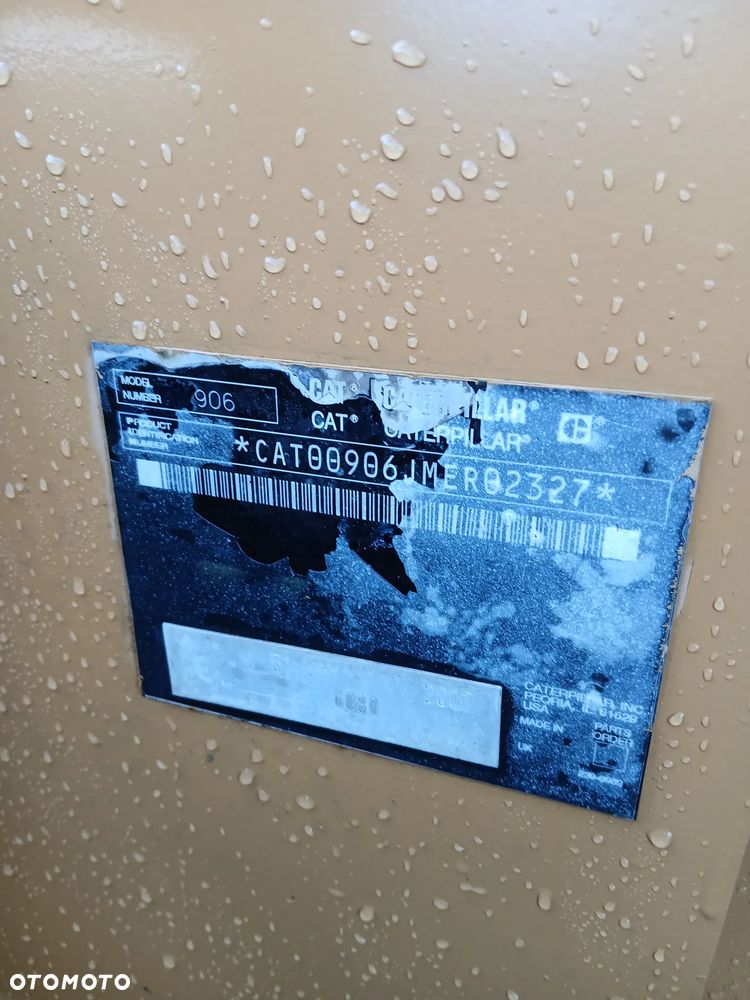 MODEL
NUMBER 906
CAT® CATERPILLAR®
CAT® CATERPILLAR®
PRODUCT
IDENTIFICATION
NUMBER
*CAT00906JMER02327*
CATERPILLAR, INC
PEORIA, IL 61629
USA
MADE IN
UK
PARTS
ORDER
OTOMOTO